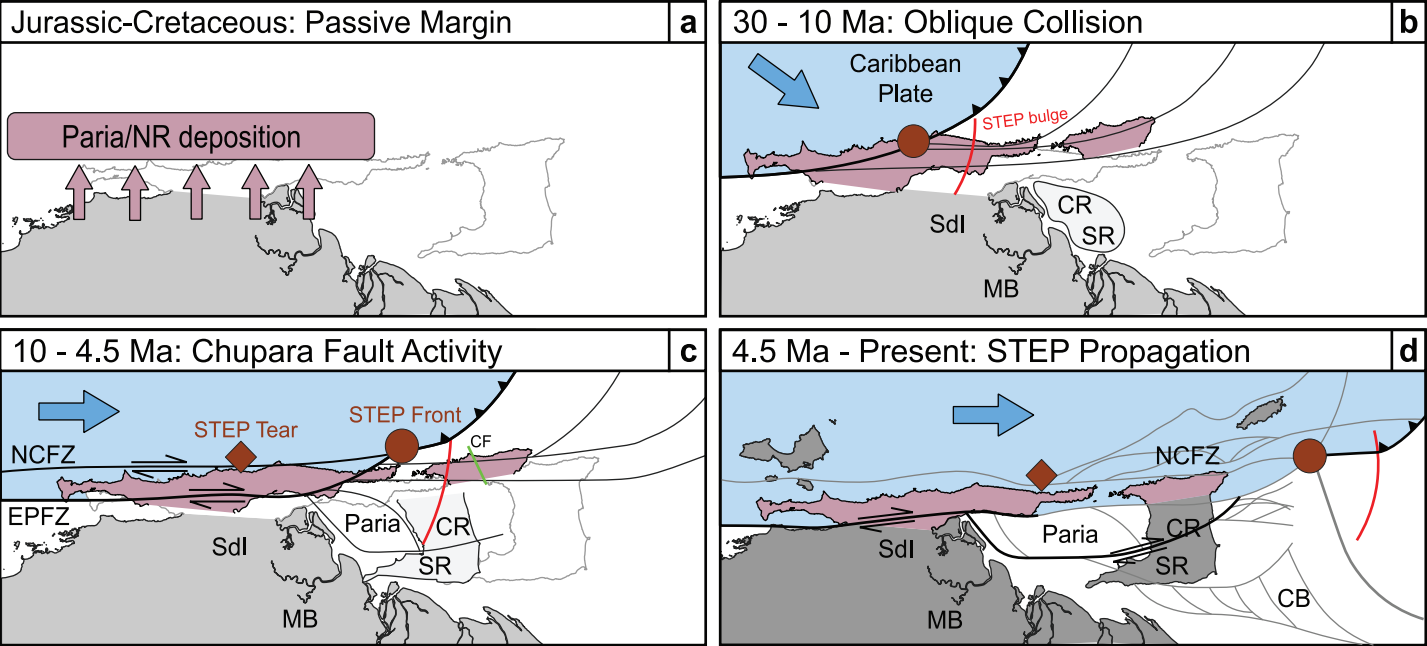 Jurassic-Cretaceous: Passive Margin
a
Paria/NR deposition
30 - 10 Ma: Oblique Collision
b
Caribbean
Plate
STEP bulge
CR
SR
SdI
MB
10 - 4.5 Ma: Chupara Fault Activity
c
STEP Tear
STEP Front
NCFZ
CF
EPFZ
Paria
CR
SdI
SR
MB
4.5 Ma - Present: STEP Propagation
d
NCFZ
CR
Paria
SdI
SR
CB
MB